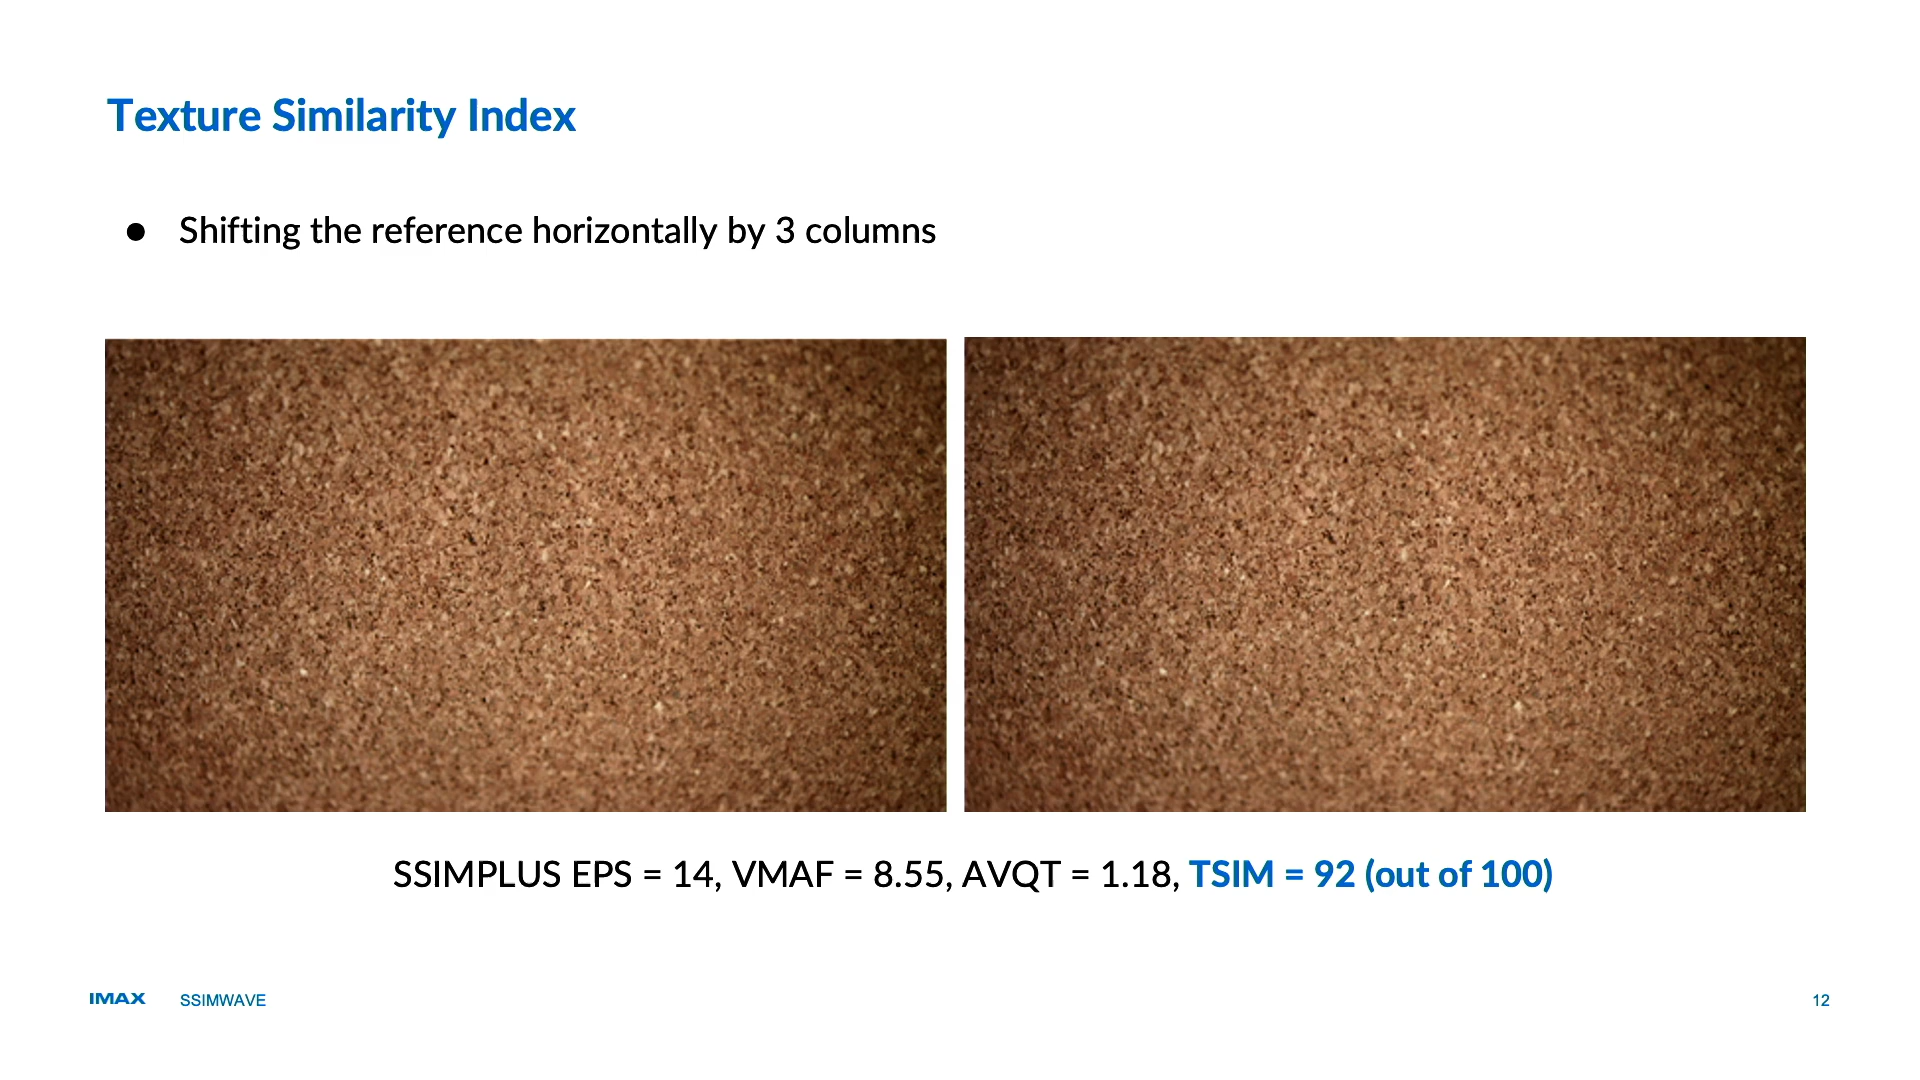 Texture Similarity Index
● Shifting the reference horizontally by 3 columns
SSIMPLUS EPS = 14, VMAF = 8.55, AVQT = 1.18, TSIM = 92 (out of 100)
IMAX SSIMWAVE 12